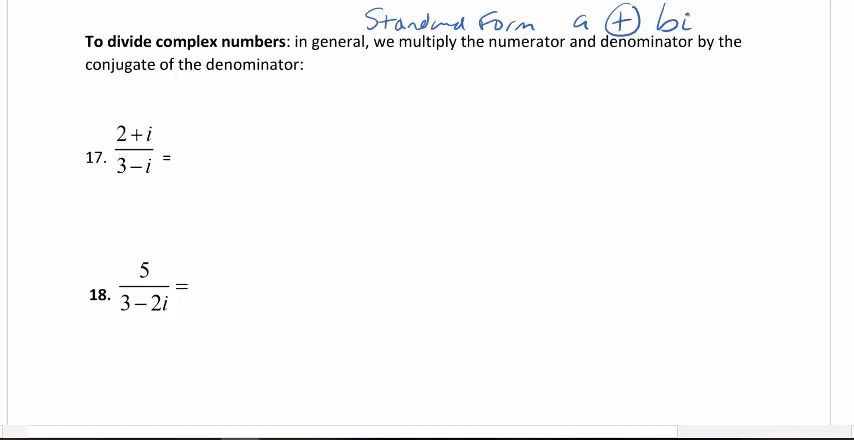 Standard Form a + bi
To divide complex numbers: in general, we multiply the numerator and denominator by the
conjugate of the denominator:
17. (2 + i)/(3 − i) =
18. 5/(3 − 2i) =